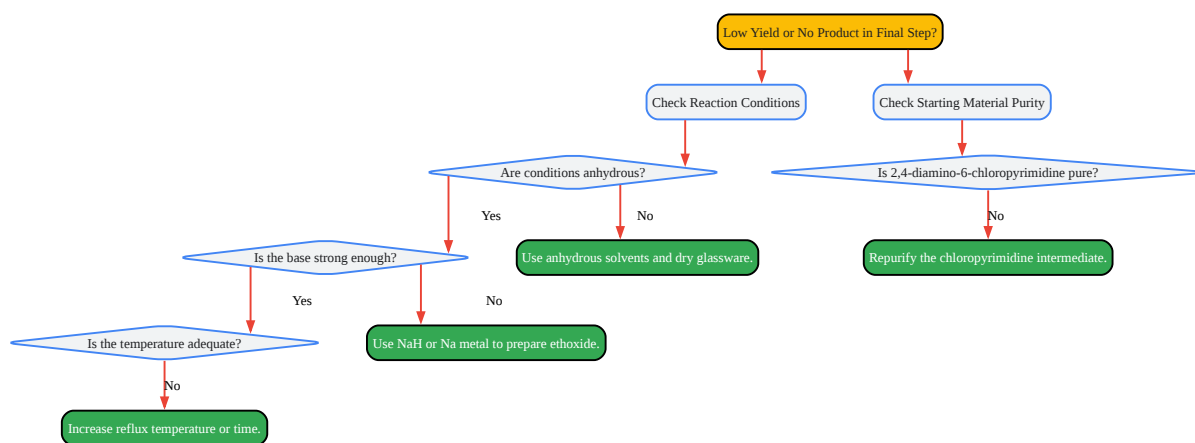 Low Yield or No Product in Final Step?
Check Reaction Conditions
Check Starting Material Purity
Are conditions anhydrous?
Is 2,4-diamino-6-chloropyrimidine pure?
Yes
No
No
Is the base strong enough?
Use anhydrous solvents and dry glassware.
Repurify the chloropyrimidine intermediate.
Yes
No
Is the temperature adequate?
Use NaH or Na metal to prepare ethoxide.
No
Increase reflux temperature or time.